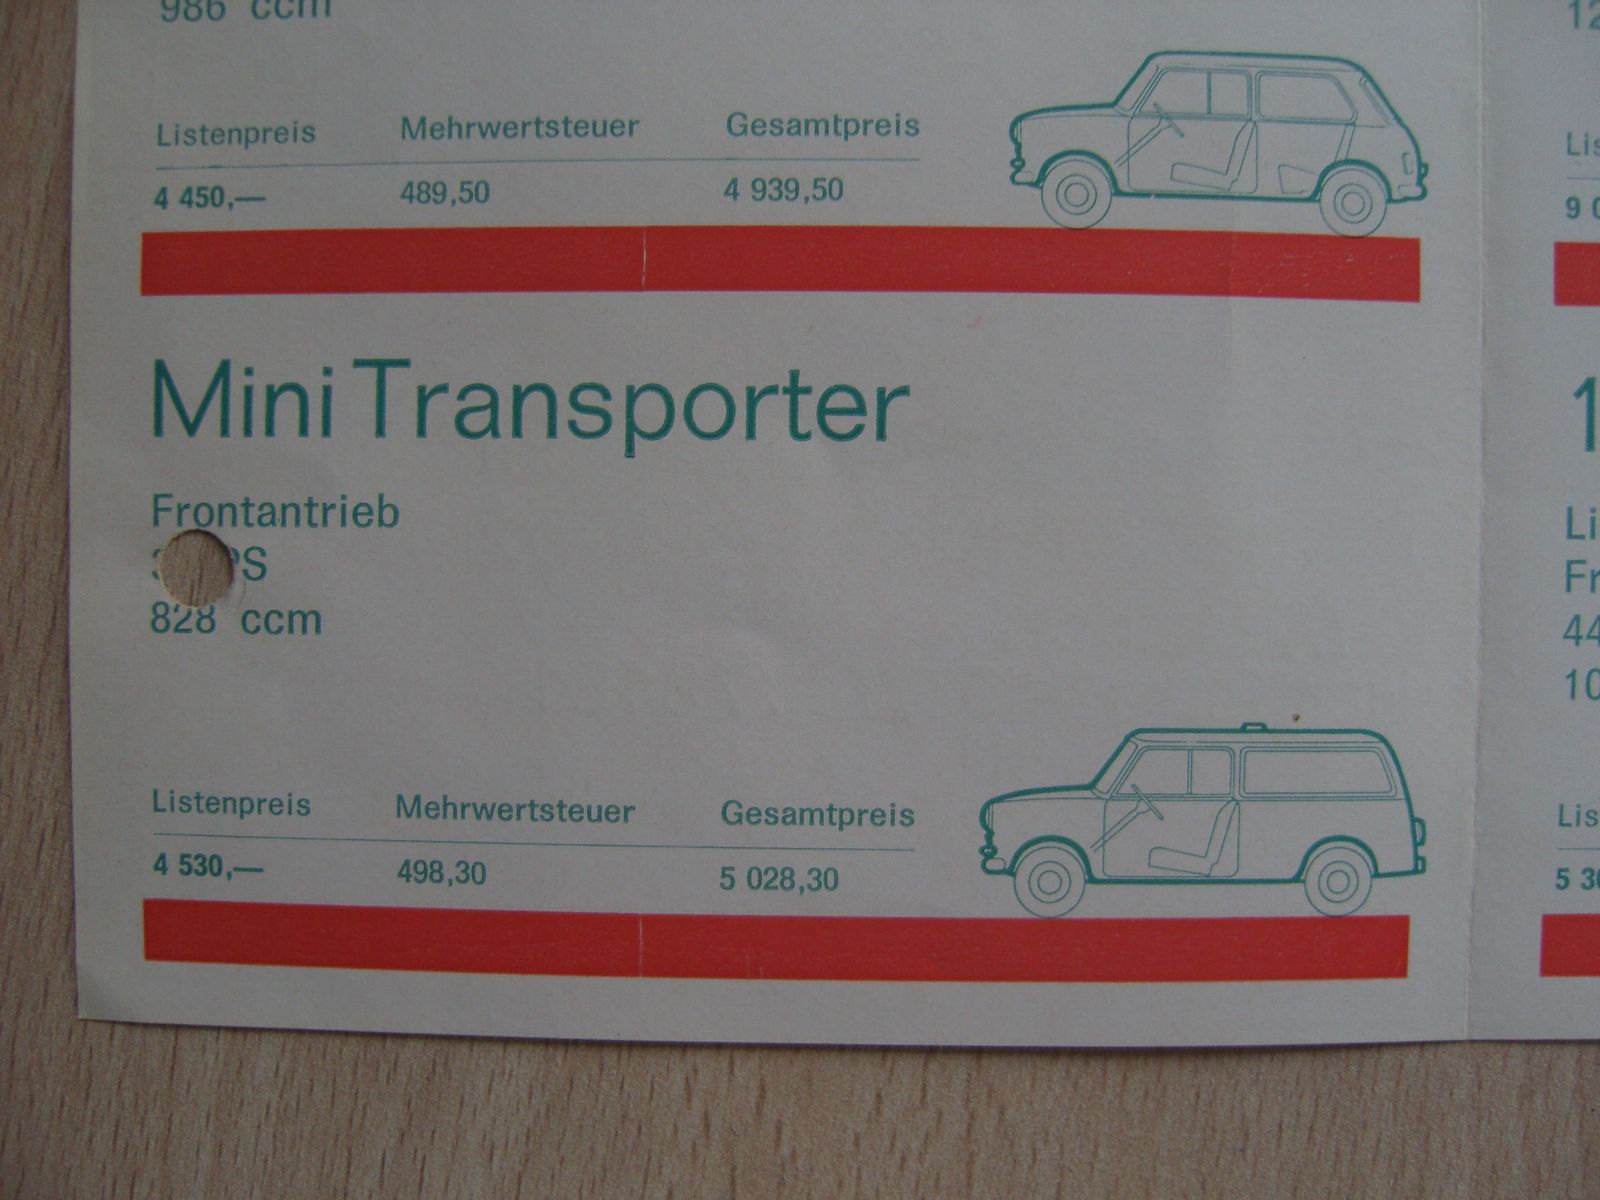 986 ccm
Listenpreis Mehrwertsteuer Gesamtpreis
4 450,— 489,50 4 939,50
Mini Transporter
Frontantrieb
828 ccm
Listenpreis Mehrwertsteuer Gesamtpreis
4 530,— 498,30 5 028,30